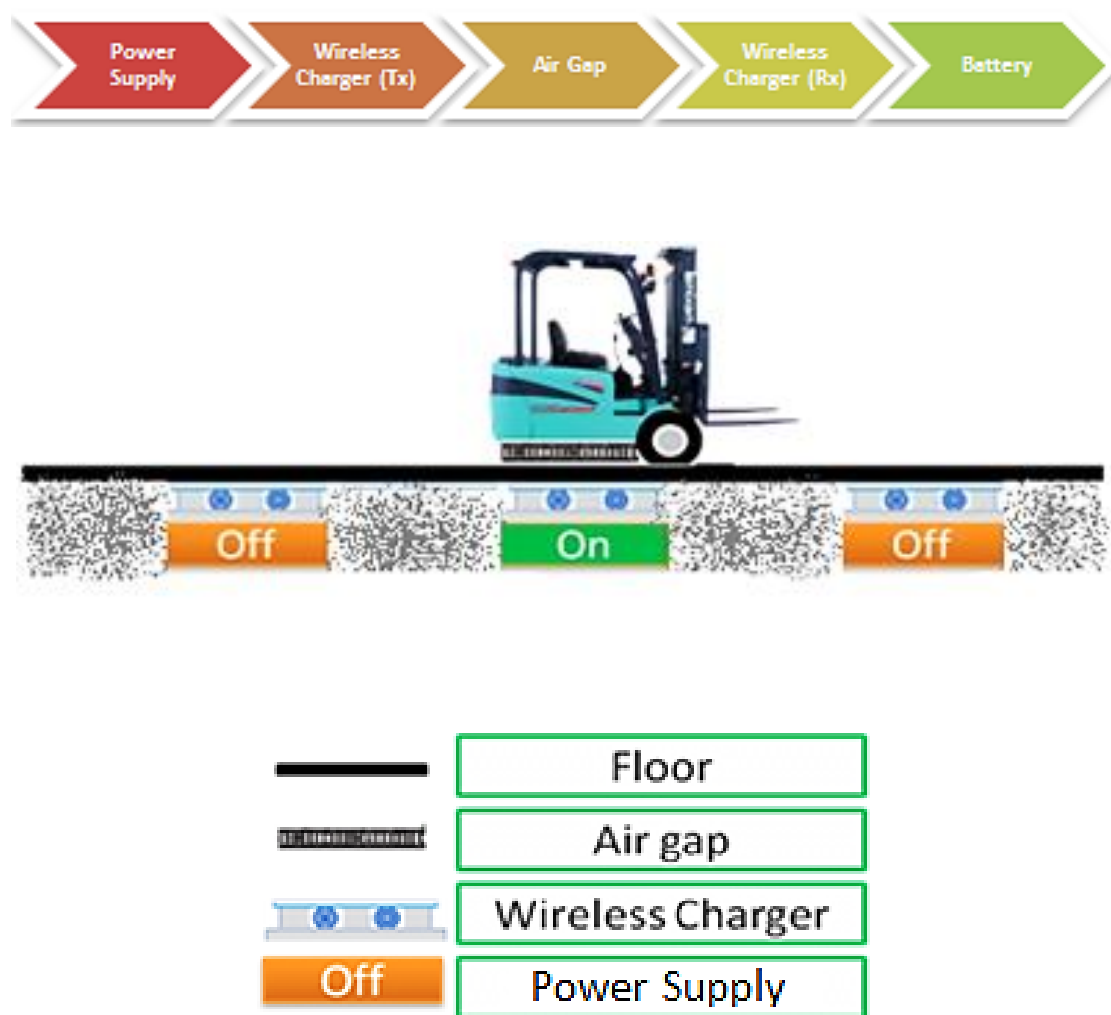 Power
Supply
Wireless
Charger (Tx)
Air Gap
Wireless
Charger (Rx)
Battery
Off
On
Off
Floor
Air gap
Wireless Charger
Off
Power Supply